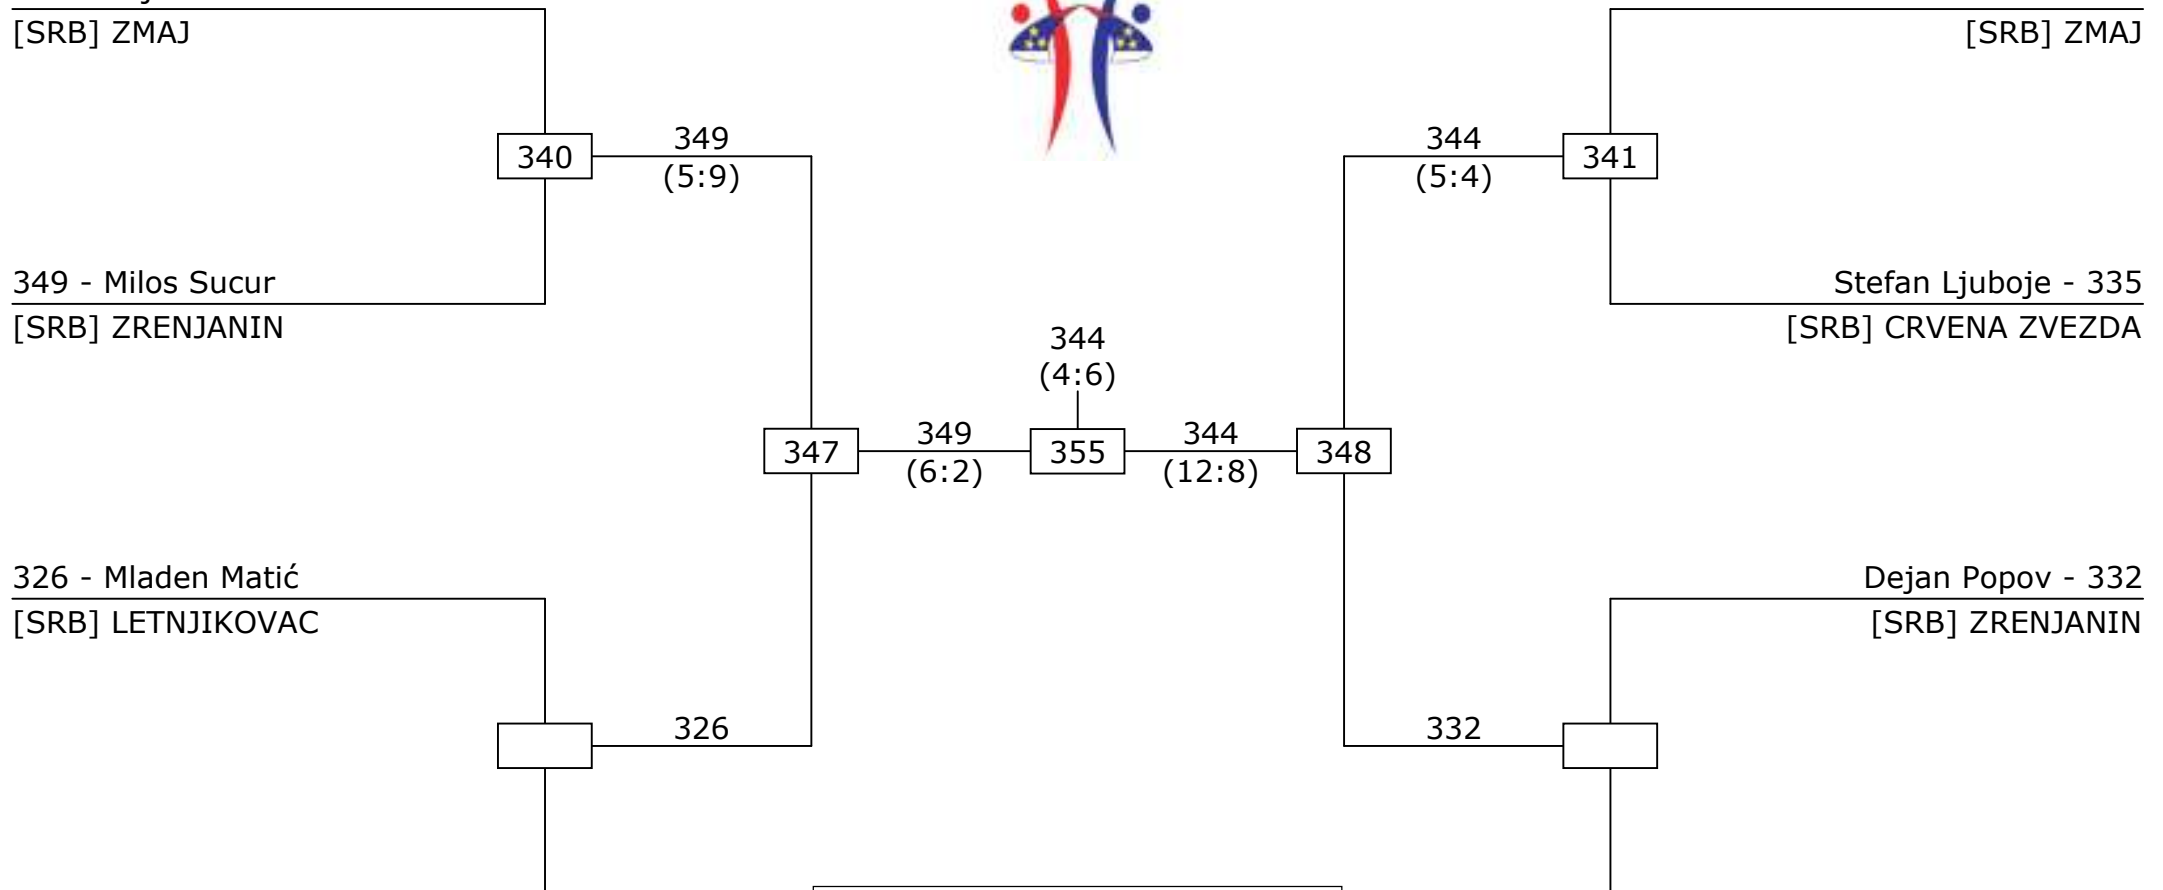 [SRB] ZMAJ
[SRB] ZMAJ
340
349
(5:9)
344
(5:4)
341
349 - Milos Sucur
[SRB] ZRENJANIN
Stefan Ljuboje - 335
[SRB] CRVENA ZVEZDA
344
(4:6)
347
349
(6:2)
355
344
(12:8)
348
326 - Mladen Matić
[SRB] LETNJIKOVAC
Dejan Popov - 332
[SRB] ZRENJANIN
326
332